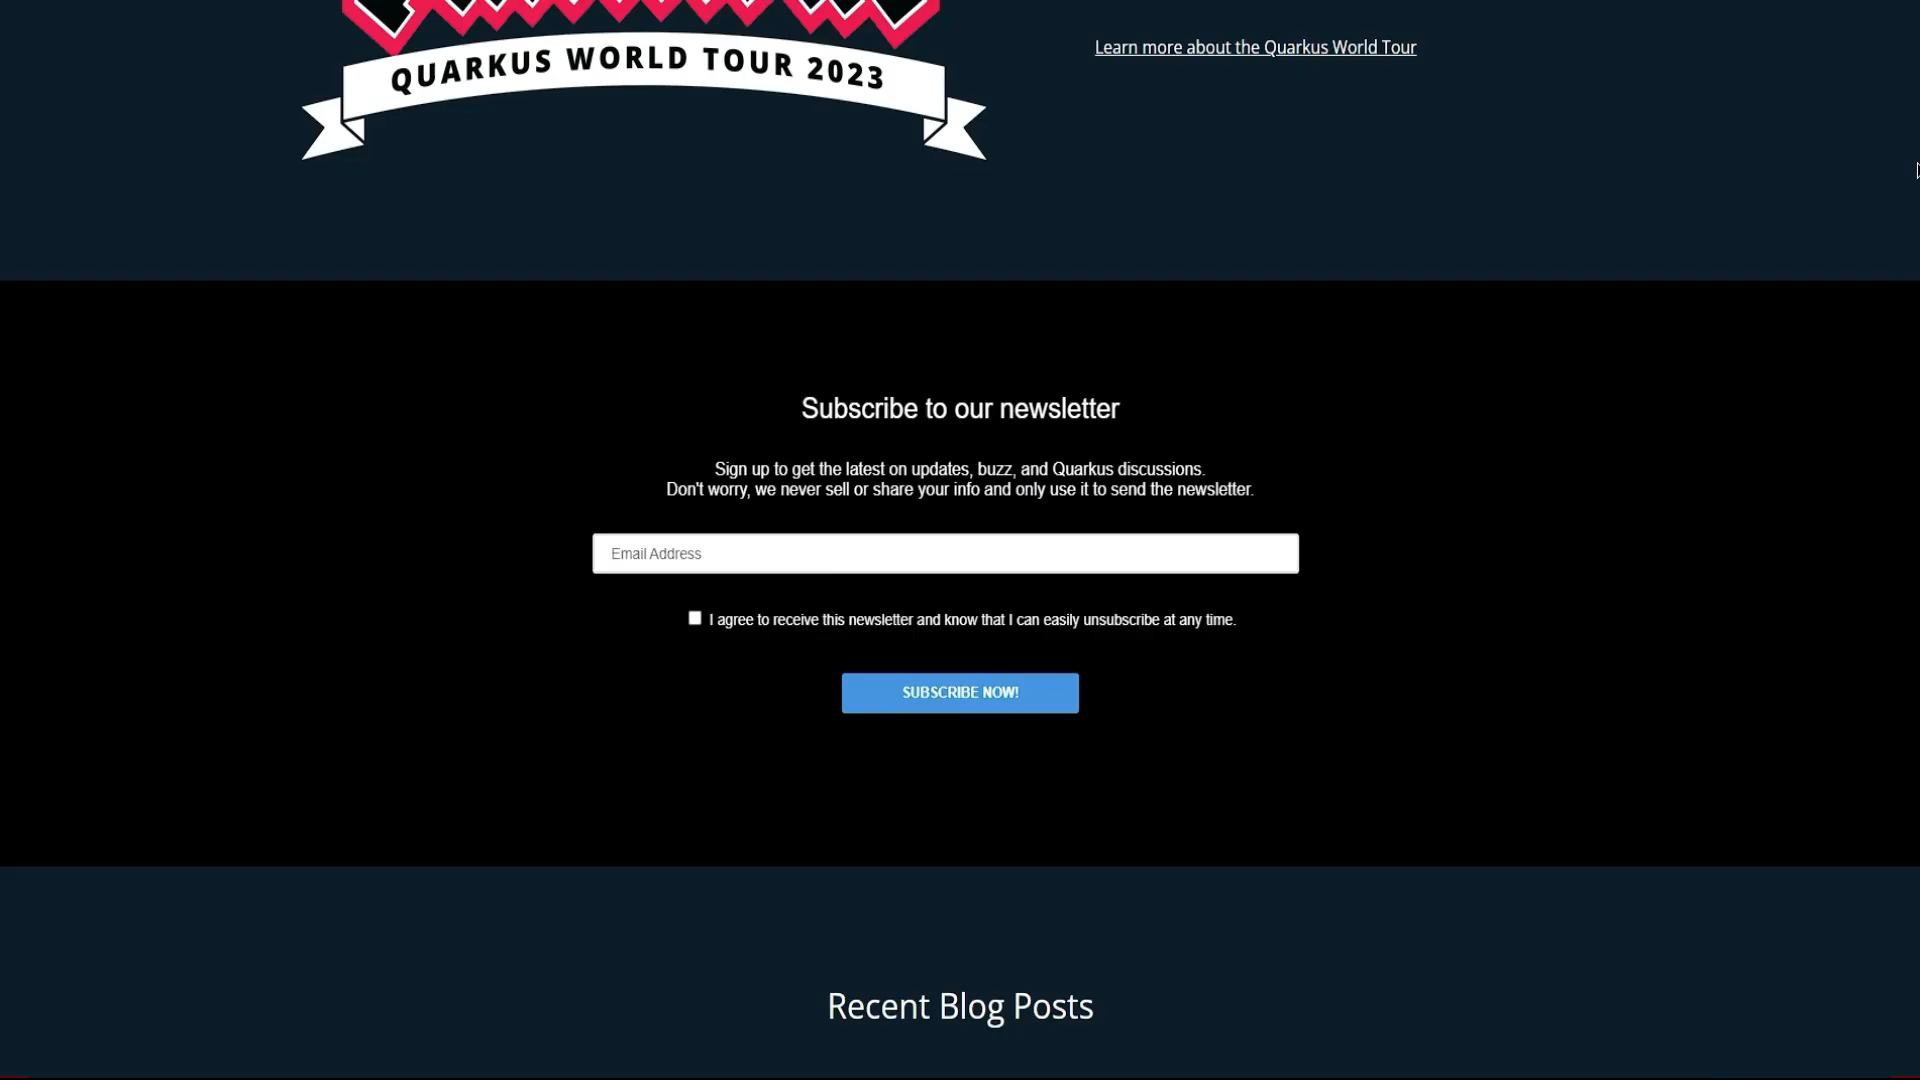 QUARKUS WORLD TOUR 2023
Learn more about the Quarkus World Tour
Subscribe to our newsletter
Sign up to get the latest on updates, buzz, and Quarkus discussions.
Don't worry, we never sell or share your info and only use it to send the newsletter.
Email Address
I agree to receive this newsletter and know that I can easily unsubscribe at any time.
SUBSCRIBE NOW!
Recent Blog Posts